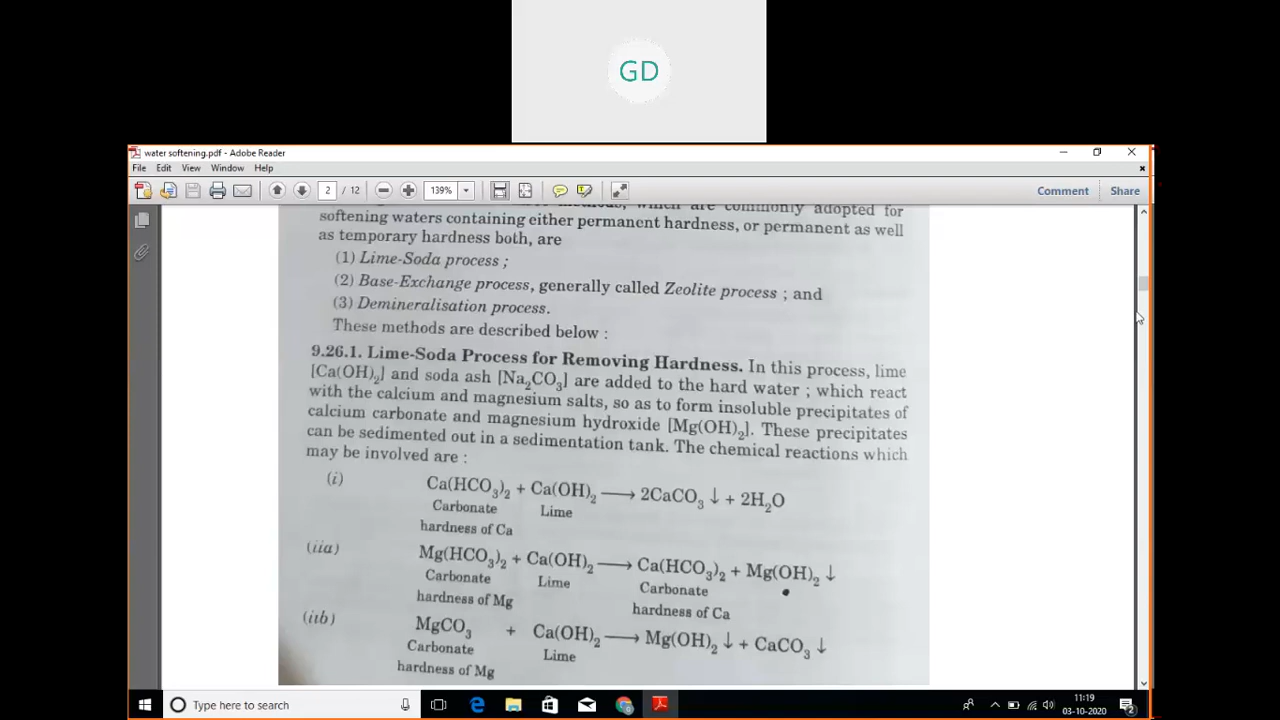 GD
water softening.pdf - Adobe Reader
File Edit View Window Help
2 / 12 139% Comment Share
which are commonly adopted for
softening waters containing either permanent hardness, or permanent as well
as temporary hardness both, are
(1) Lime-Soda process ;
(2) Base-Exchange process, generally called Zeolite process ; and
(3) Demineralisation process.
These methods are described below :
9.26.1. Lime-Soda Process for Removing Hardness. In this process, lime
[Ca(OH)₂] and soda ash [Na₂CO₃] are added to the hard water ; which react
with the calcium and magnesium salts, so as to form insoluble precipitates of
calcium carbonate and magnesium hydroxide [Mg(OH)₂]. These precipitates
can be sedimented out in a sedimentation tank. The chemical reactions which
may be involved are :
(i) Ca(HCO₃)₂ + Ca(OH)₂ ⟶ 2CaCO₃ ↓ + 2H₂O
Carbonate Lime
hardness of Ca
(iia) Mg(HCO₃)₂ + Ca(OH)₂ ⟶ Ca(HCO₃)₂ + Mg(OH)₂ ↓
Carbonate Lime Carbonate
hardness of Mg hardness of Ca
(iib) MgCO₃ + Ca(OH)₂ ⟶ Mg(OH)₂ ↓ + CaCO₃ ↓
Carbonate Lime
hardness of Mg
Type here to search
11:19
03-10-2020
2